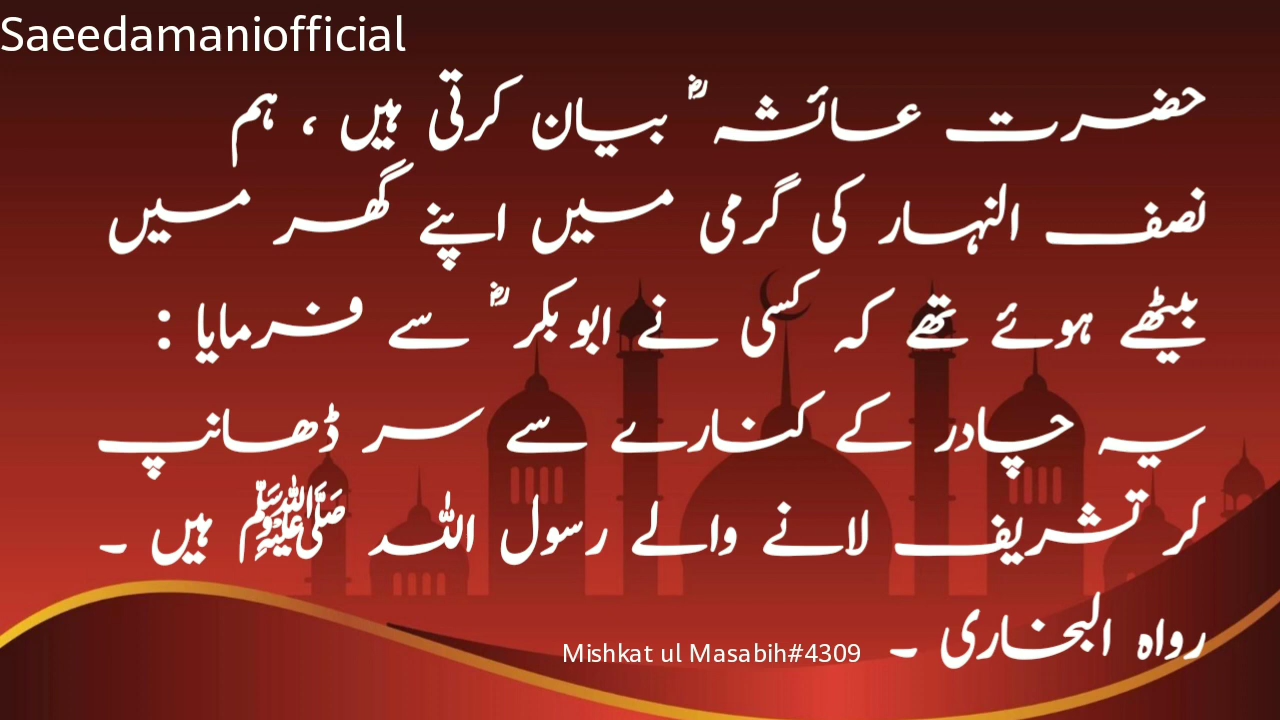 Saeedamaniofficial
حضرت عائشہ ؓ بیان کرتی ہیں ، ہم
نصف النہار کی گرمی میں اپنے گھر میں
بیٹھے ہوئے تھے کہ کسی نے ابوبکر ؓ سے فرمایا :
یہ چادر کے کنارے سے سر ڈھانپ
کر تشریف لانے والے رسول اللہ ﷺ ہیں ۔
رواہ البخاری ۔ Mishkat ul Masabih#4309